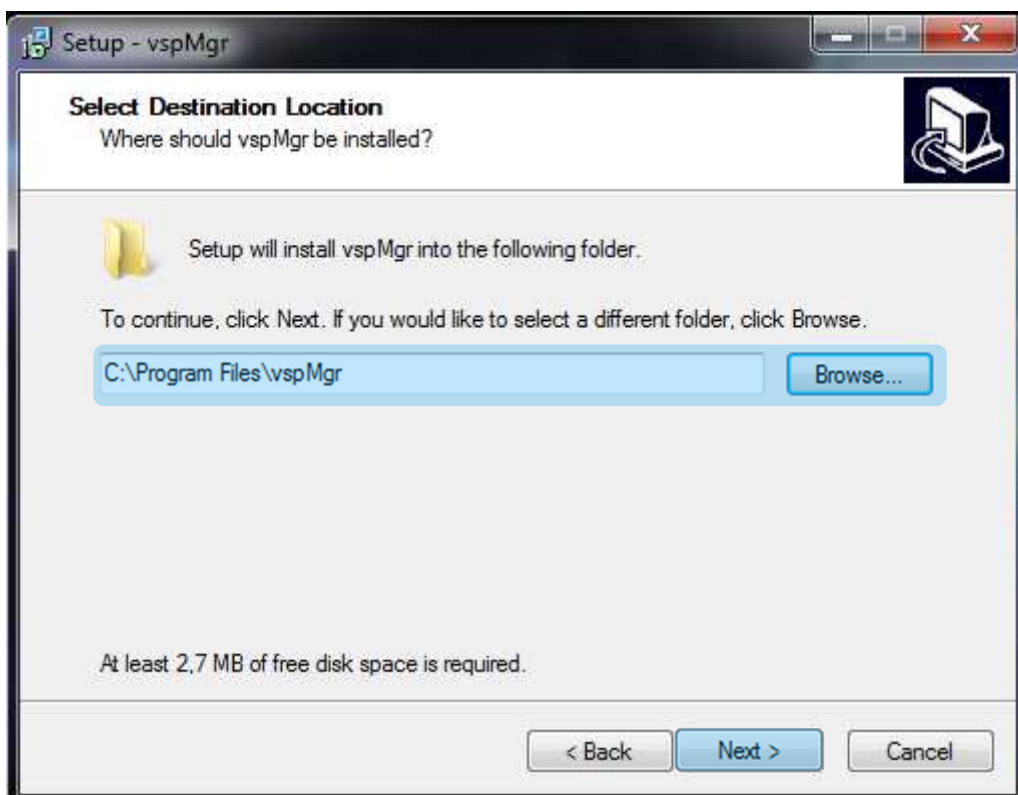 Setup - vspMgr
Select Destination Location
Where should vspMgr be installed?
Setup will install vspMgr into the following folder.
To continue, click Next. If you would like to select a different folder, click Browse.
C:\Program Files\vspMgr
Browse...
At least 2,7 MB of free disk space is required.
< Back
Next >
Cancel